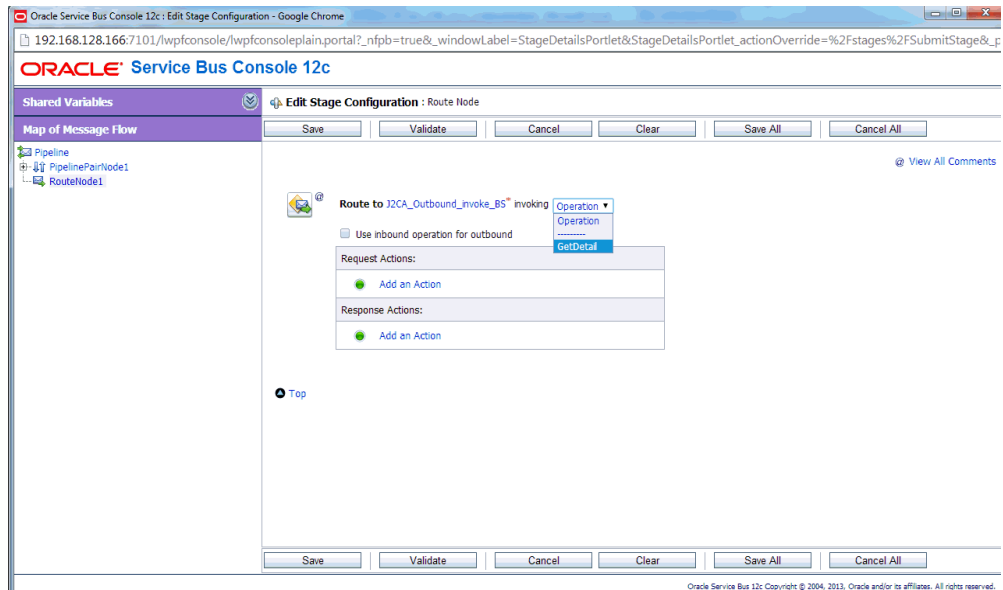 Oracle Service Bus Console 12c : Edit Stage Configuration - Google Chrome
192.168.128.166:7101/lwpfconsole/lwpfconsoleplain.portal?_nfpb=true&_windowLabel=StageDetailsPortlet&StageDetailsPortlet_actionOverride=%2Fstages%2FSubmitStage&_p
ORACLE Service Bus Console 12c
Shared Variables
Edit Stage Configuration : Route Node
Map of Message Flow
Save Validate Cancel Clear Save All Cancel All
Pipeline
@ View All Comments
PipelinePairNode1
RouteNode1
@
Route to J2CA_Outbound_invoke_BS* invoking Operation
Operation
---------
Use inbound operation for outbound
GetDetail
Request Actions:
Add an Action
Response Actions:
Add an Action
Top
Save Validate Cancel Clear Save All Cancel All
Oracle Service Bus 12c Copyright © 2004, 2013, Oracle and/or its affiliates. All rights reserved.